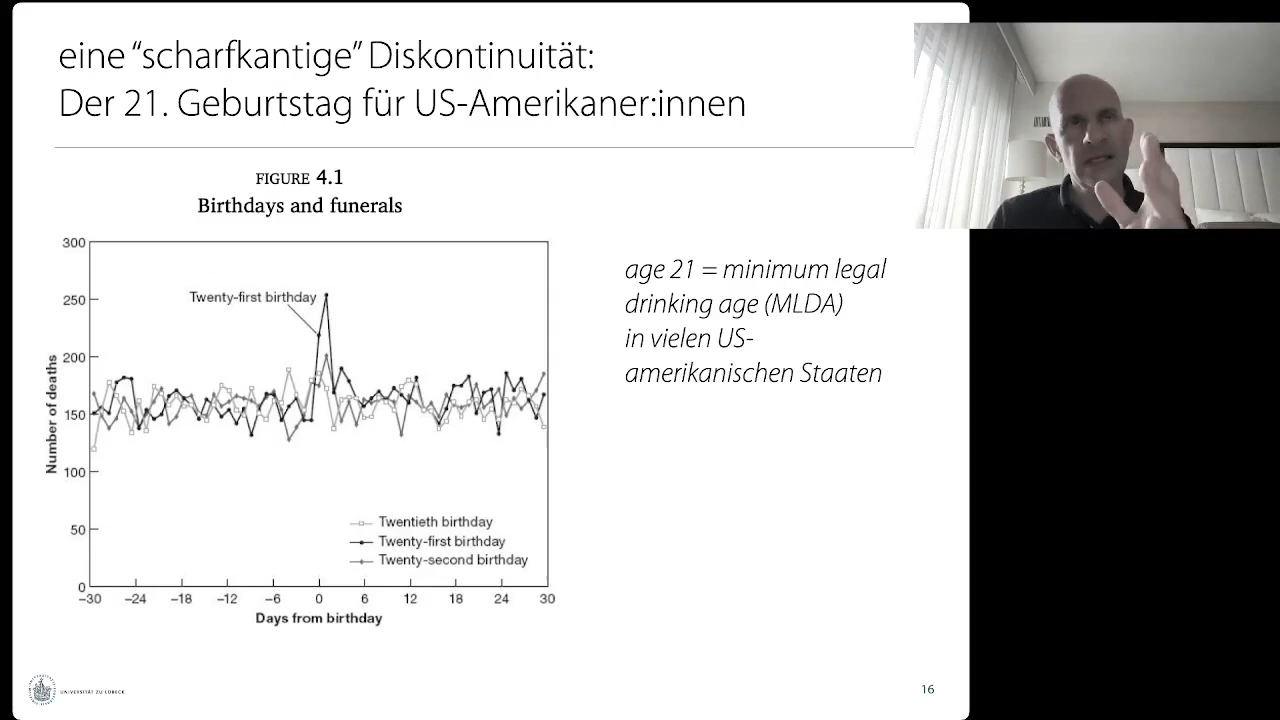 eine “scharfkantige” Diskontinuität:
Der 21. Geburtstag für US-Amerikaner:innen
FIGURE 4.1
Birthdays and funerals
300
250
200
150
100
50
0
Number of deaths
Twenty-first birthday
Twentieth birthday
Twenty-first birthday
Twenty-second birthday
−30 −24 −18 −12 −6 0 6 12 18 24 30
Days from birthday
age 21 = minimum legal
drinking age (MLDA)
in vielen US-
amerikanischen Staaten
UNIVERSITÄT ZU LÜBECK
16